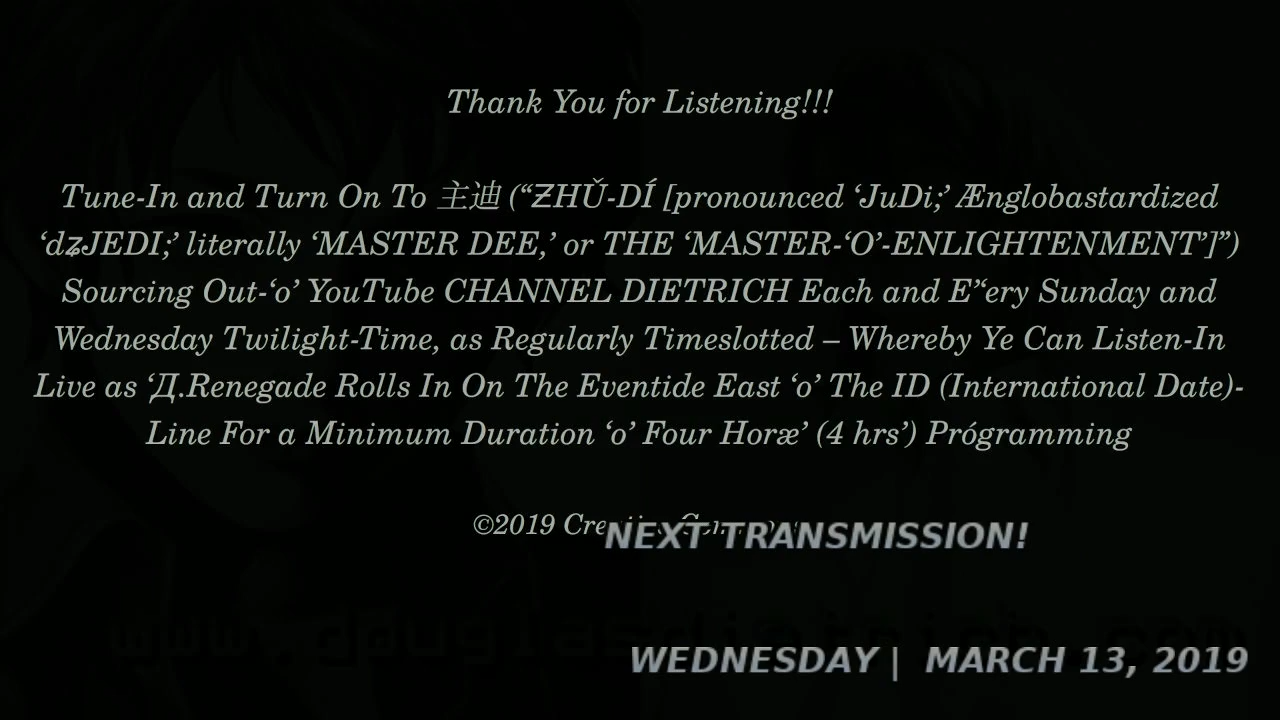 Thank You for Listening!!!
Tune-In and Turn On To 主迪 (“ƵHǓ-DÍ [pronounced ‘JuDi;’ Ænglobastardized
‘dʑJEDI;’ literally ‘MASTER DEE,’ or THE ‘MASTER-‘O’-ENLIGHTENMENT’]”)
Sourcing Out-‘o’ YouTube CHANNEL DIETRICH Each and E’‘ery Sunday and
Wednesday Twilight-Time, as Regularly Timeslotted – Whereby Ye Can Listen-In
Live as ‘Д.Renegade Rolls In On The Eventide East ‘o’ The ID (International Date)-
Line For a Minimum Duration ‘o’ Four Horæ’ (4 hrs’) Prógramming
©2019
NEXT TRANSMISSION!
www.douglasdietrich.com
WEDNESDAY | MARCH 13, 2019